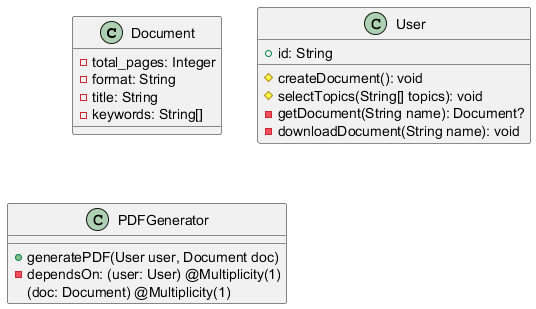 C Document
total_pages: Integer
format: String
title: String
keywords: String[]
C User
id: String
createDocument(): void
selectTopics(String[] topics): void
getDocument(String name): Document?
downloadDocument(String name): void
C PDFGenerator
generatePDF(User user, Document doc)
dependsOn: (user: User) @Multiplicity(1)
(doc: Document) @Multiplicity(1)